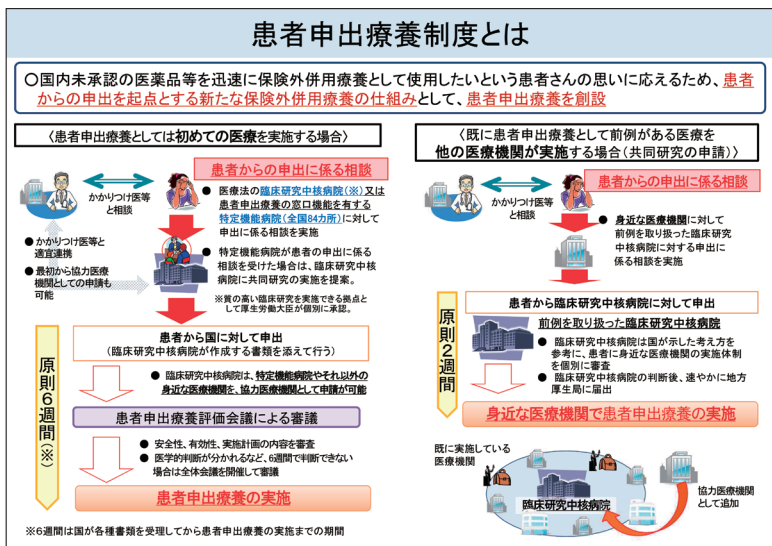 患者申出療養制度とは
○国内未承認の医薬品等を迅速に保険外併用療養として使用したいという患者さんの思いに応えるため、患者
からの申出を起点とする新たな保険外併用療養の仕組みとして、患者申出療養を創設
〈患者申出療養としては初めての医療を実施する場合〉
患者からの申出に係る相談
かかりつけ医等
と相談
● 医療法の臨床研究中核病院(※)又は
患者申出療養の窓口機能を有する
特定機能病院(全国84カ所)に対して
申出に係る相談を実施
● かかりつけ医等と
適宜連携
● 最初から協力医療
機関としての申請も
可能
● 特定機能病院が患者の申出に係る
相談を受けた場合は、臨床研究中核
病院に共同研究の実施を提案。
※質の高い臨床研究を実施できる拠点と
して厚生労働大臣が個別に承認。
原則6週間(※)
患者から国に対して申出
(臨床研究中核病院が作成する書類を添えて行う)
● 臨床研究中核病院は、特定機能病院やそれ以外の
身近な医療機関を、協力医療機関として申請が可能
患者申出療養評価会議による審議
● 安全性、有効性、実施計画の内容を審査
● 医学的判断が分かれるなど、6週間で判断できない
場合は全体会議を開催して審議
患者申出療養の実施
※6週間は国が各種書類を受理してから患者申出療養の実施までの期間
〈既に患者申出療養として前例がある医療を
他の医療機関が実施する場合(共同研究の申請)〉
患者からの申出に係る相談
かかりつけ医等
と相談
● 身近な医療機関に対して
前例を取り扱った臨床研究
中核病院に対する申出に
係る相談を実施
原則2週間
患者から臨床研究中核病院に対して申出
前例を取り扱った臨床研究中核病院
● 臨床研究中核病院は国が示した考え方を
参考に、患者に身近な医療機関の実施体制
を個別に審査
● 臨床研究中核病院の判断後、速やかに地方
厚生局に届出
身近な医療機関で患者申出療養の実施
既に実施している
医療機関
臨床研究中核病院
協力医療機関
として追加